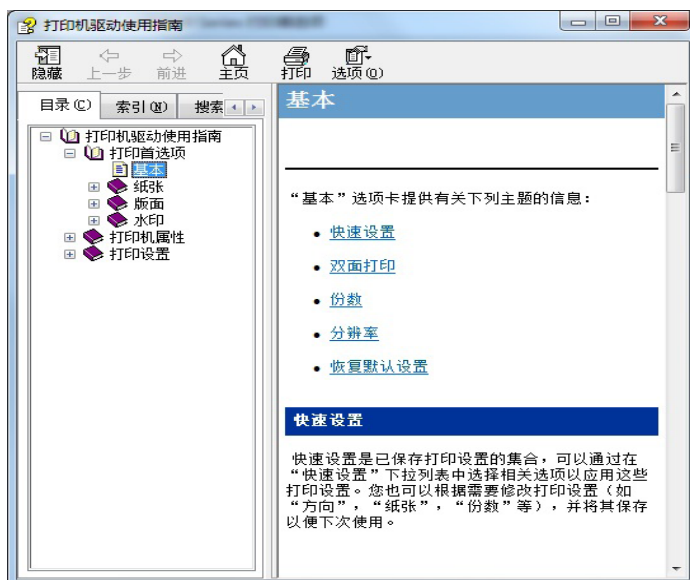 打印机驱动使用指南
隐藏 上一步 前进 主页 打印 选项(O)
目录(C) 索引(N) 搜索
打印机驱动使用指南
打印首选项
基本
纸张
版面
水印
打印机属性
打印设置
基本
“基本”选项卡提供有关下列主题的信息：
• 快速设置
• 双面打印
• 份数
• 分辨率
• 恢复默认设置
快速设置
快速设置是已保存打印设置的集合，可以通过在
“快速设置”下拉列表中选择相关选项以应用这些
打印设置。您也可以根据需要修改打印设置（如
“方向”，“纸张”，“份数”等），并将其保存
以便下次使用。